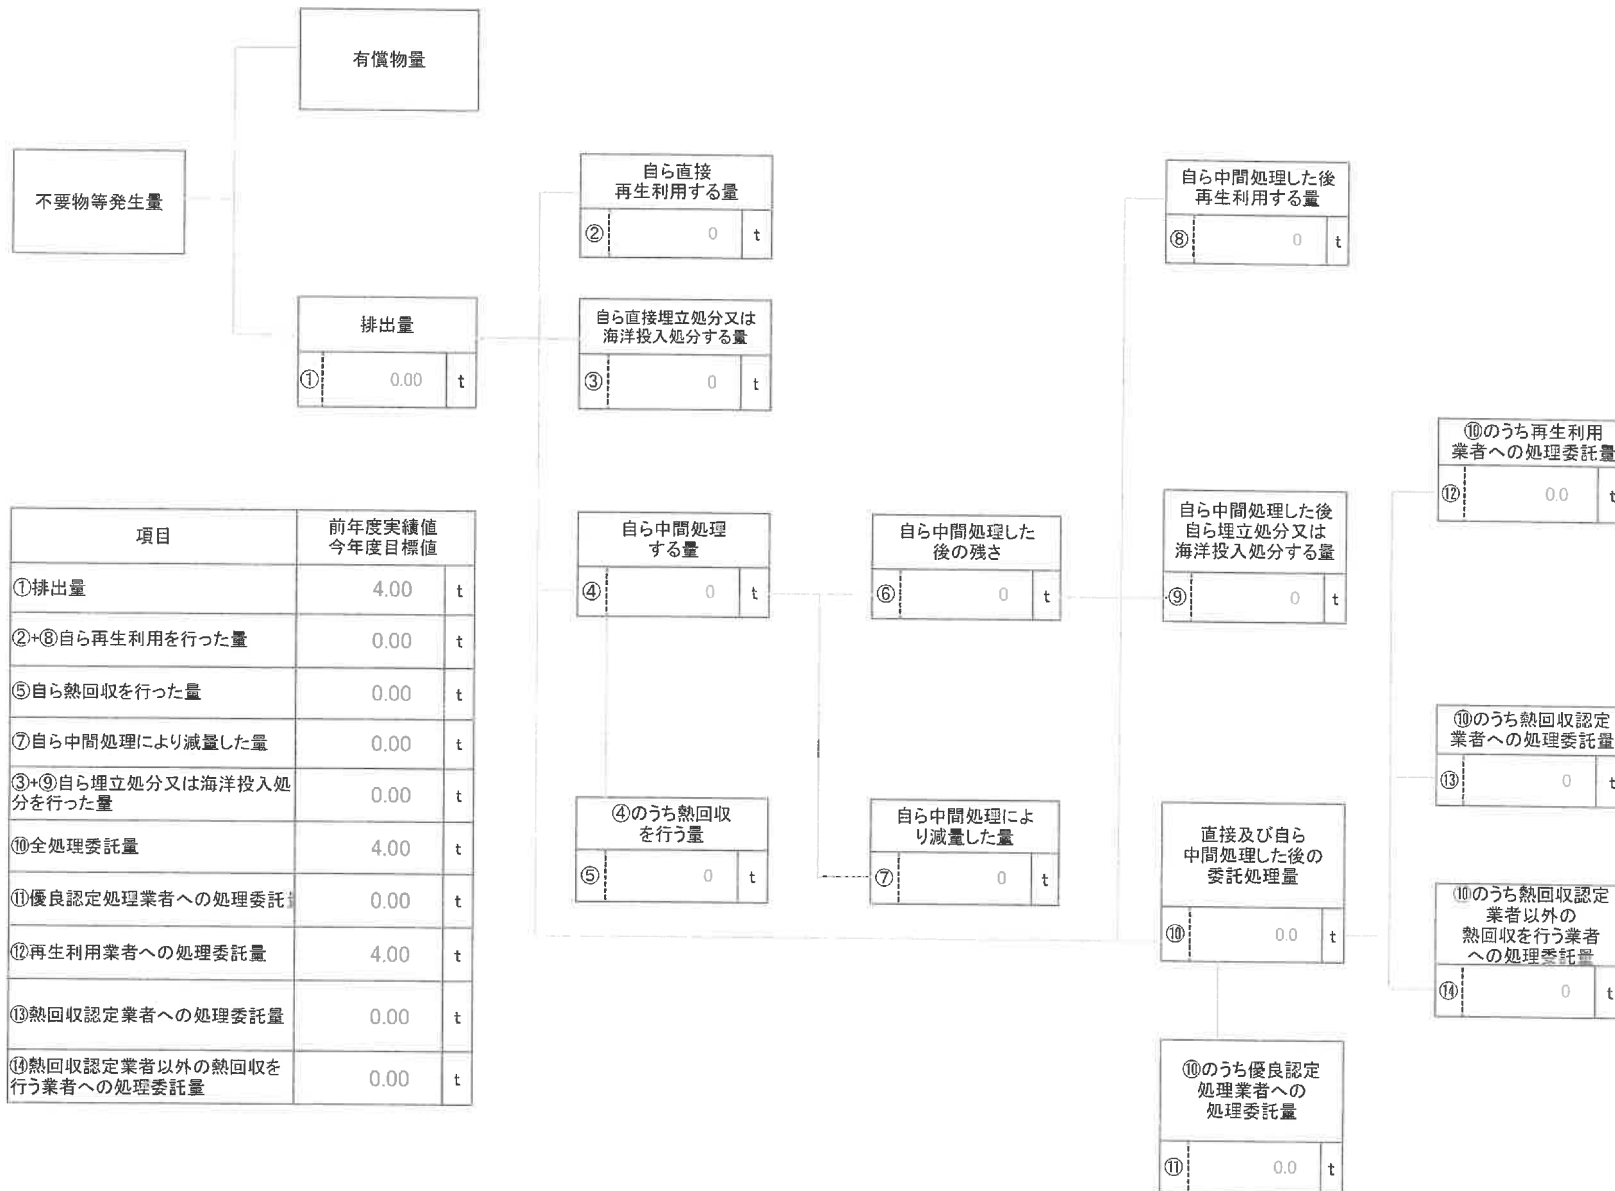 有償物量
不要物等発生量
排出量
① 0.00 t
自ら直接
再生利用する量
② 0 t
自ら直接埋立処分又は
海洋投入処分する量
③ 0 t
自ら中間処理
する量
④ 0 t
④のうち熱回収
を行う量
⑤ 0 t
自ら中間処理した
後の残さ
⑥ 0 t
自ら中間処理によ
り減量した量
⑦ 0 t
自ら中間処理した後
再生利用する量
⑧ 0 t
自ら中間処理した後
自ら埋立処分又は
海洋投入処分する量
⑨ 0 t
直接及び自ら
中間処理した後の
委託処理量
⑩ 0.0 t
⑩のうち優良認定
処理業者への
処理委託量
⑪ 0.0 t
⑩のうち再生利用
業者への処理委託量
⑫ 0.0 t
⑩のうち熱回収認定
業者への処理委託量
⑬ 0 t
⑩のうち熱回収認定
業者以外の
熱回収を行う業者
への処理委託量
⑭ 0 t
項目 前年度実績値
今年度目標値
①排出量 4.00 t
②+⑧自ら再生利用を行った量 0.00 t
⑤自ら熱回収を行った量 0.00 t
⑦自ら中間処理により減量した量 0.00 t
③+⑨自ら埋立処分又は海洋投入処
分を行った量 0.00 t
⑩全処理委託量 4.00 t
⑪優良認定処理業者への処理委託 0.00 t
⑫再生利用業者への処理委託量 4.00 t
⑬熱回収認定業者への処理委託量 0.00 t
⑭熱回収認定業者以外の熱回収を
行う業者への処理委託量 0.00 t